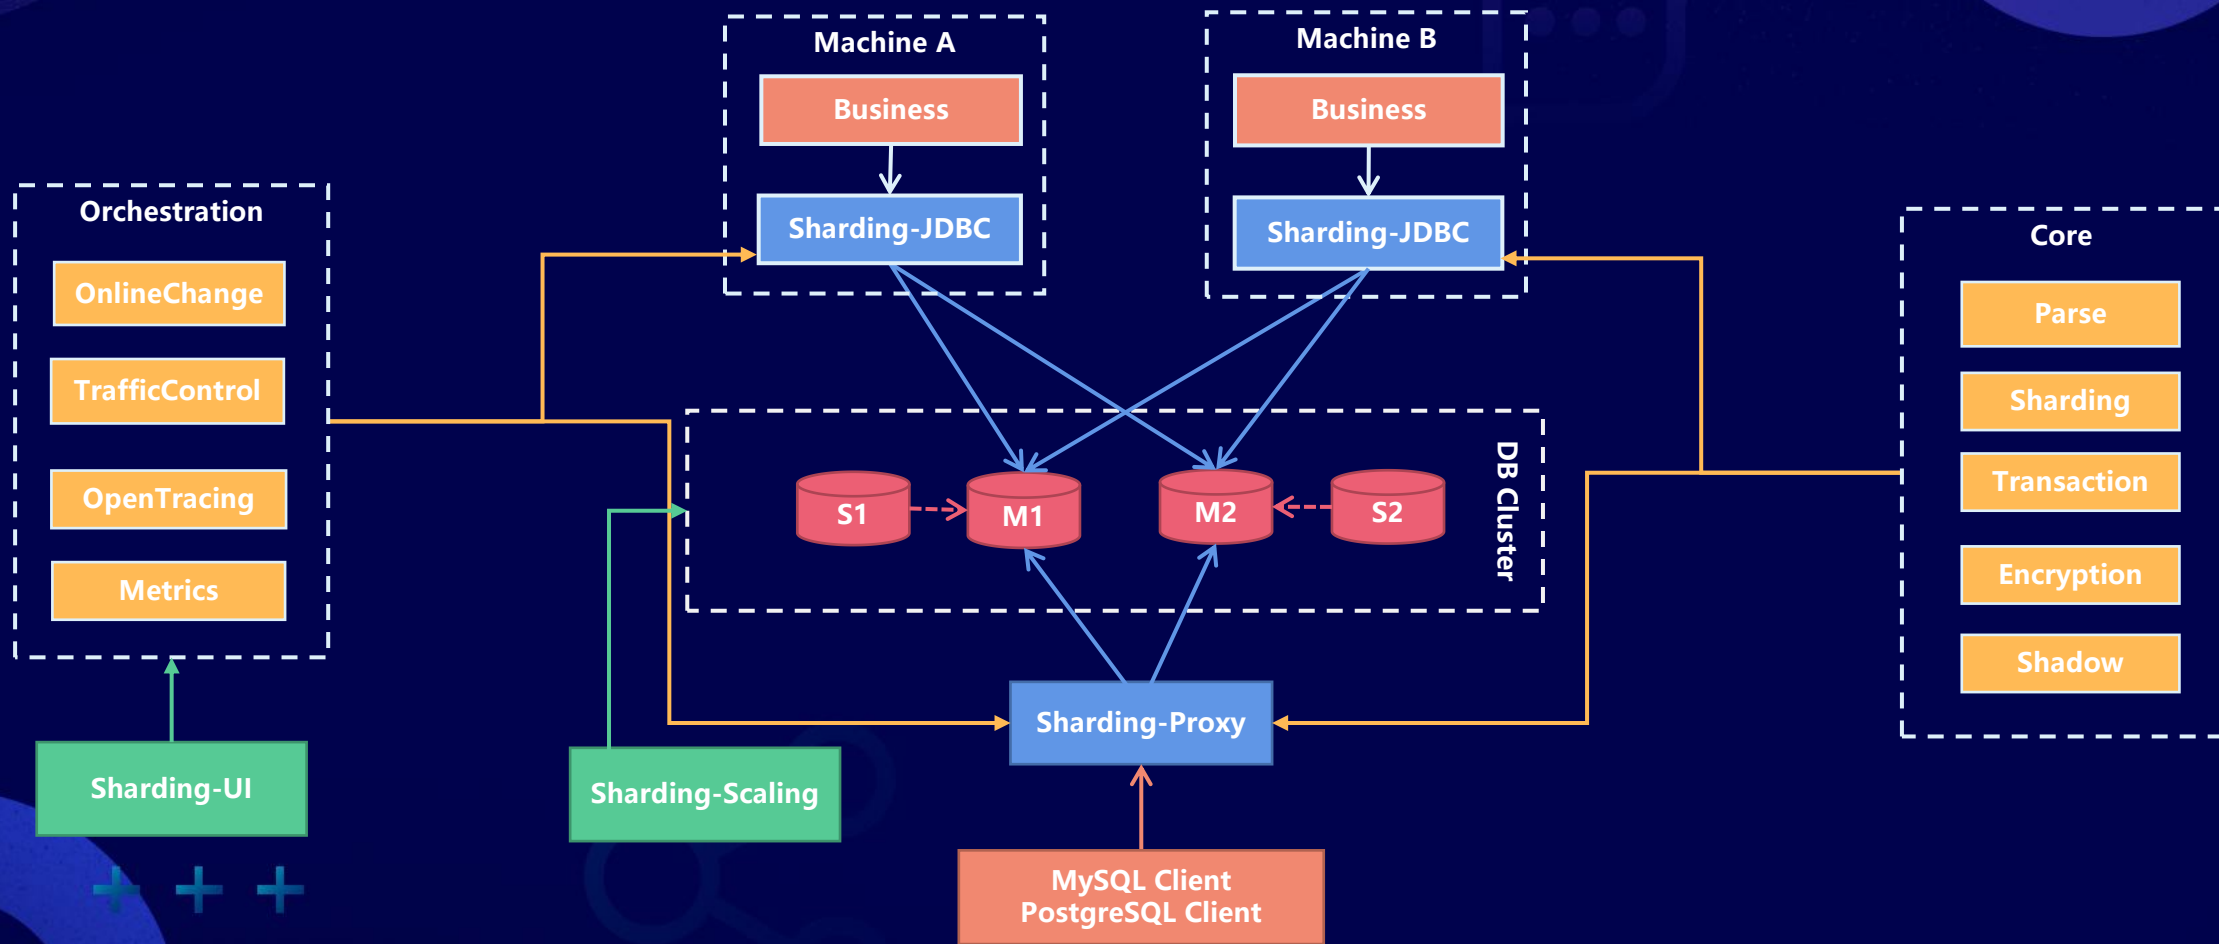 Machine A
Business
Sharding-JDBC
Machine B
Business
Sharding-JDBC
Orchestration
OnlineChange
TrafficControl
OpenTracing
Metrics
Core
Parse
Sharding
Transaction
Encryption
Shadow
DB Cluster
S1
M1
M2
S2
Sharding-Proxy
Sharding-UI
Sharding-Scaling
MySQL Client
PostgreSQL Client